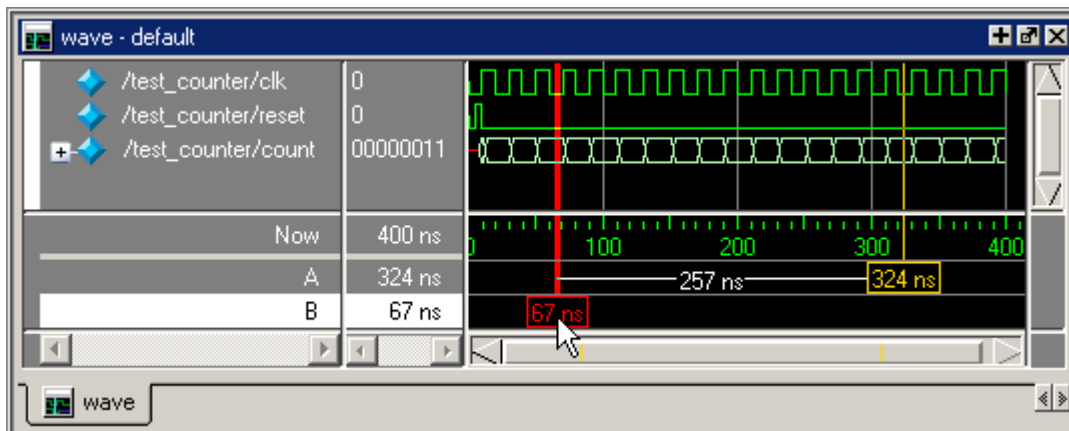 wave - default
/test_counter/clk 0
/test_counter/reset 0
/test_counter/count 00000011
Now 400 ns 0 100 200 300 400
A 324 ns 257 ns 324 ns
B 67 ns 67 ns
wave